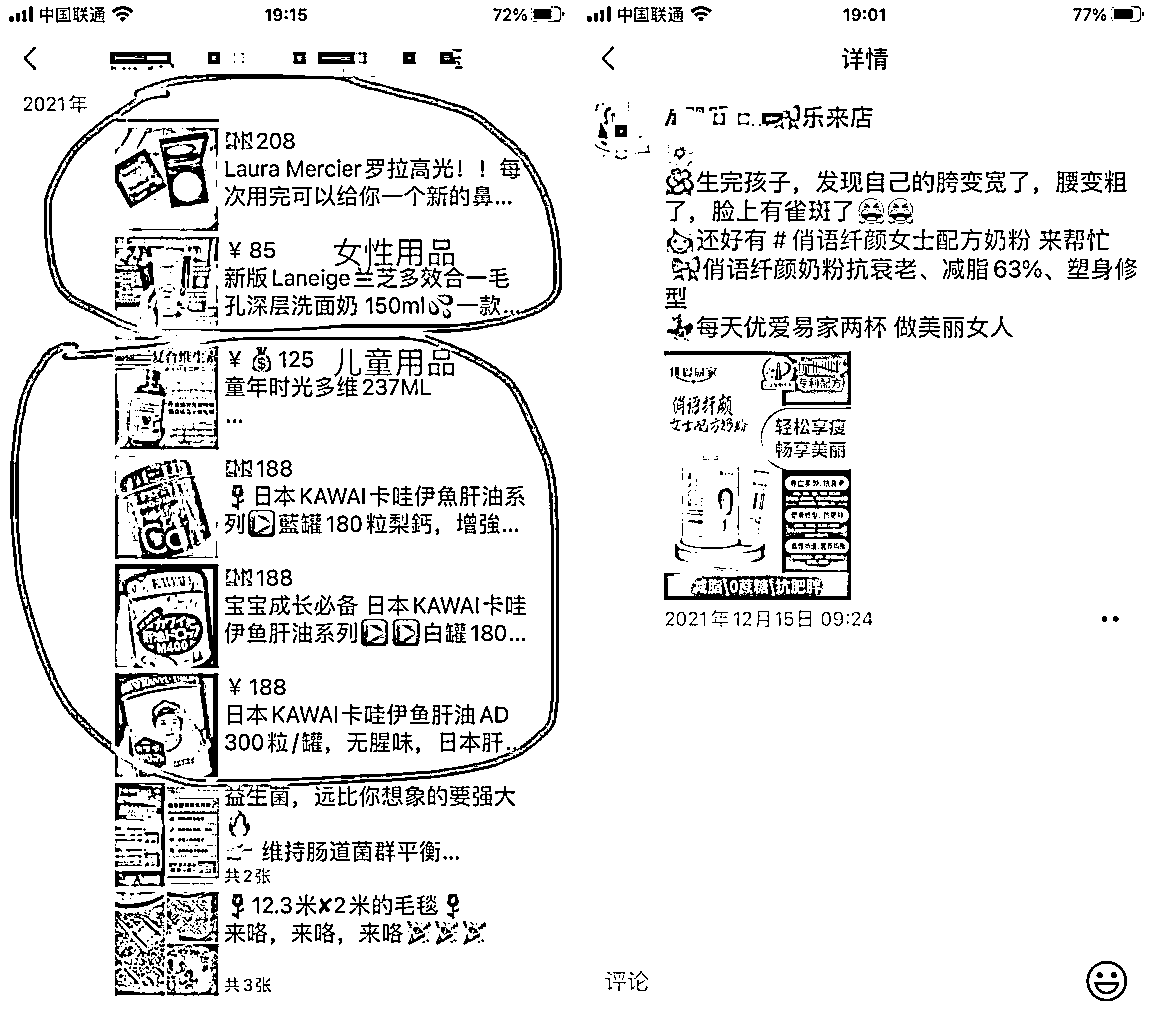 中国联通
19:15
72%
2021年
208
Laura Mercier罗拉高光！！每
次用完可以给你一个新的鼻...
￥85
女性用品
新版Laneige兰芝多效合一毛
孔深层洗面奶 150ml💦一款...
￥💰125
儿童用品
童年时光多维237ML
...
188
🌹日本KAWAI卡哇伊魚肝油系
列▶️藍罐180粒梨鈣，增強...
188
宝宝成长必备 日本KAWAI卡哇
伊鱼肝油系列▶️▶️白罐180...
￥188
日本KAWAI卡哇伊鱼肝油AD
300粒/罐，无腥味，日本肝...
益生菌，远比你想象的要强大
🔥
维持肠道菌群平衡...
共2张
🌹12.3米✘2米的毛毯🌹
来咯，来咯，来咯🎉🎉🎉
共3张
中国联通
19:01
77%
详情
乐来店
生完孩子，发现自己的胯变宽了，腰变粗
了，脸上有雀斑了😫😫
还好有＃俏语纤颜女士配方奶粉 来帮忙
俏语纤颜奶粉抗衰老、减脂63%、塑身修
型
每天优爱易家两杯 做美丽女人
专利配方
俏语纤颜
女士配方奶粉
轻松享瘦
畅享美丽
减脂\0蔗糖\抗肥胖
2021年12月15日 09:24
评论